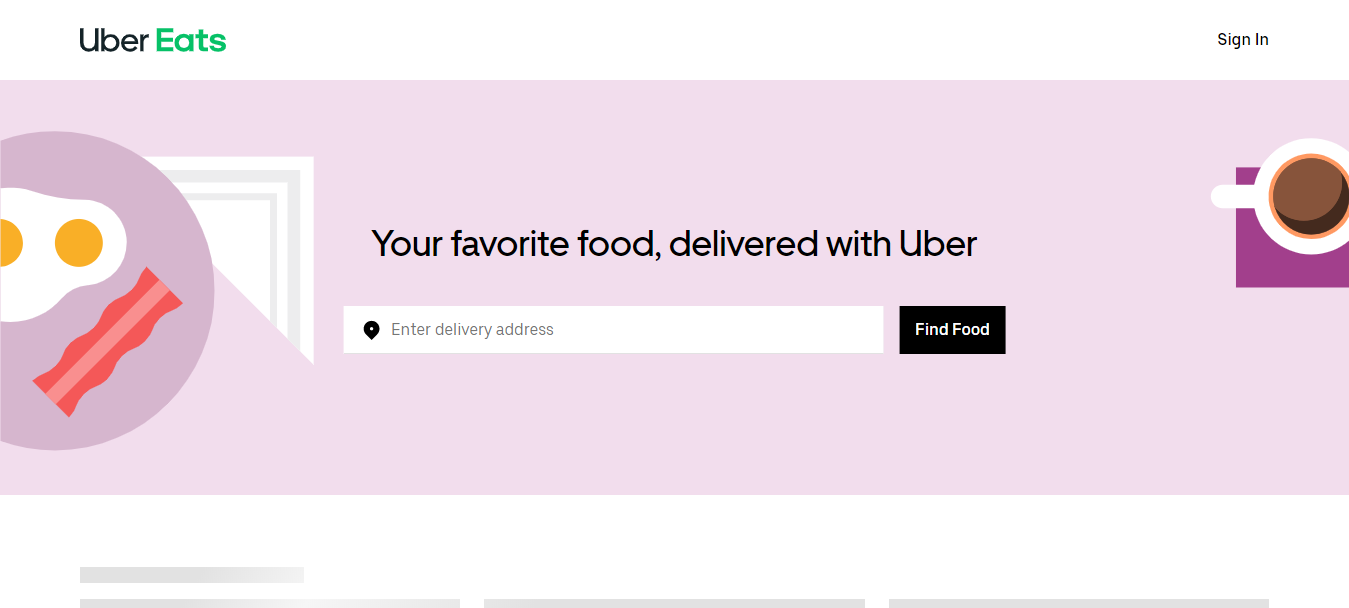 Uber Eats
Sign In
Your favorite food, delivered with Uber
Enter delivery address
Find Food